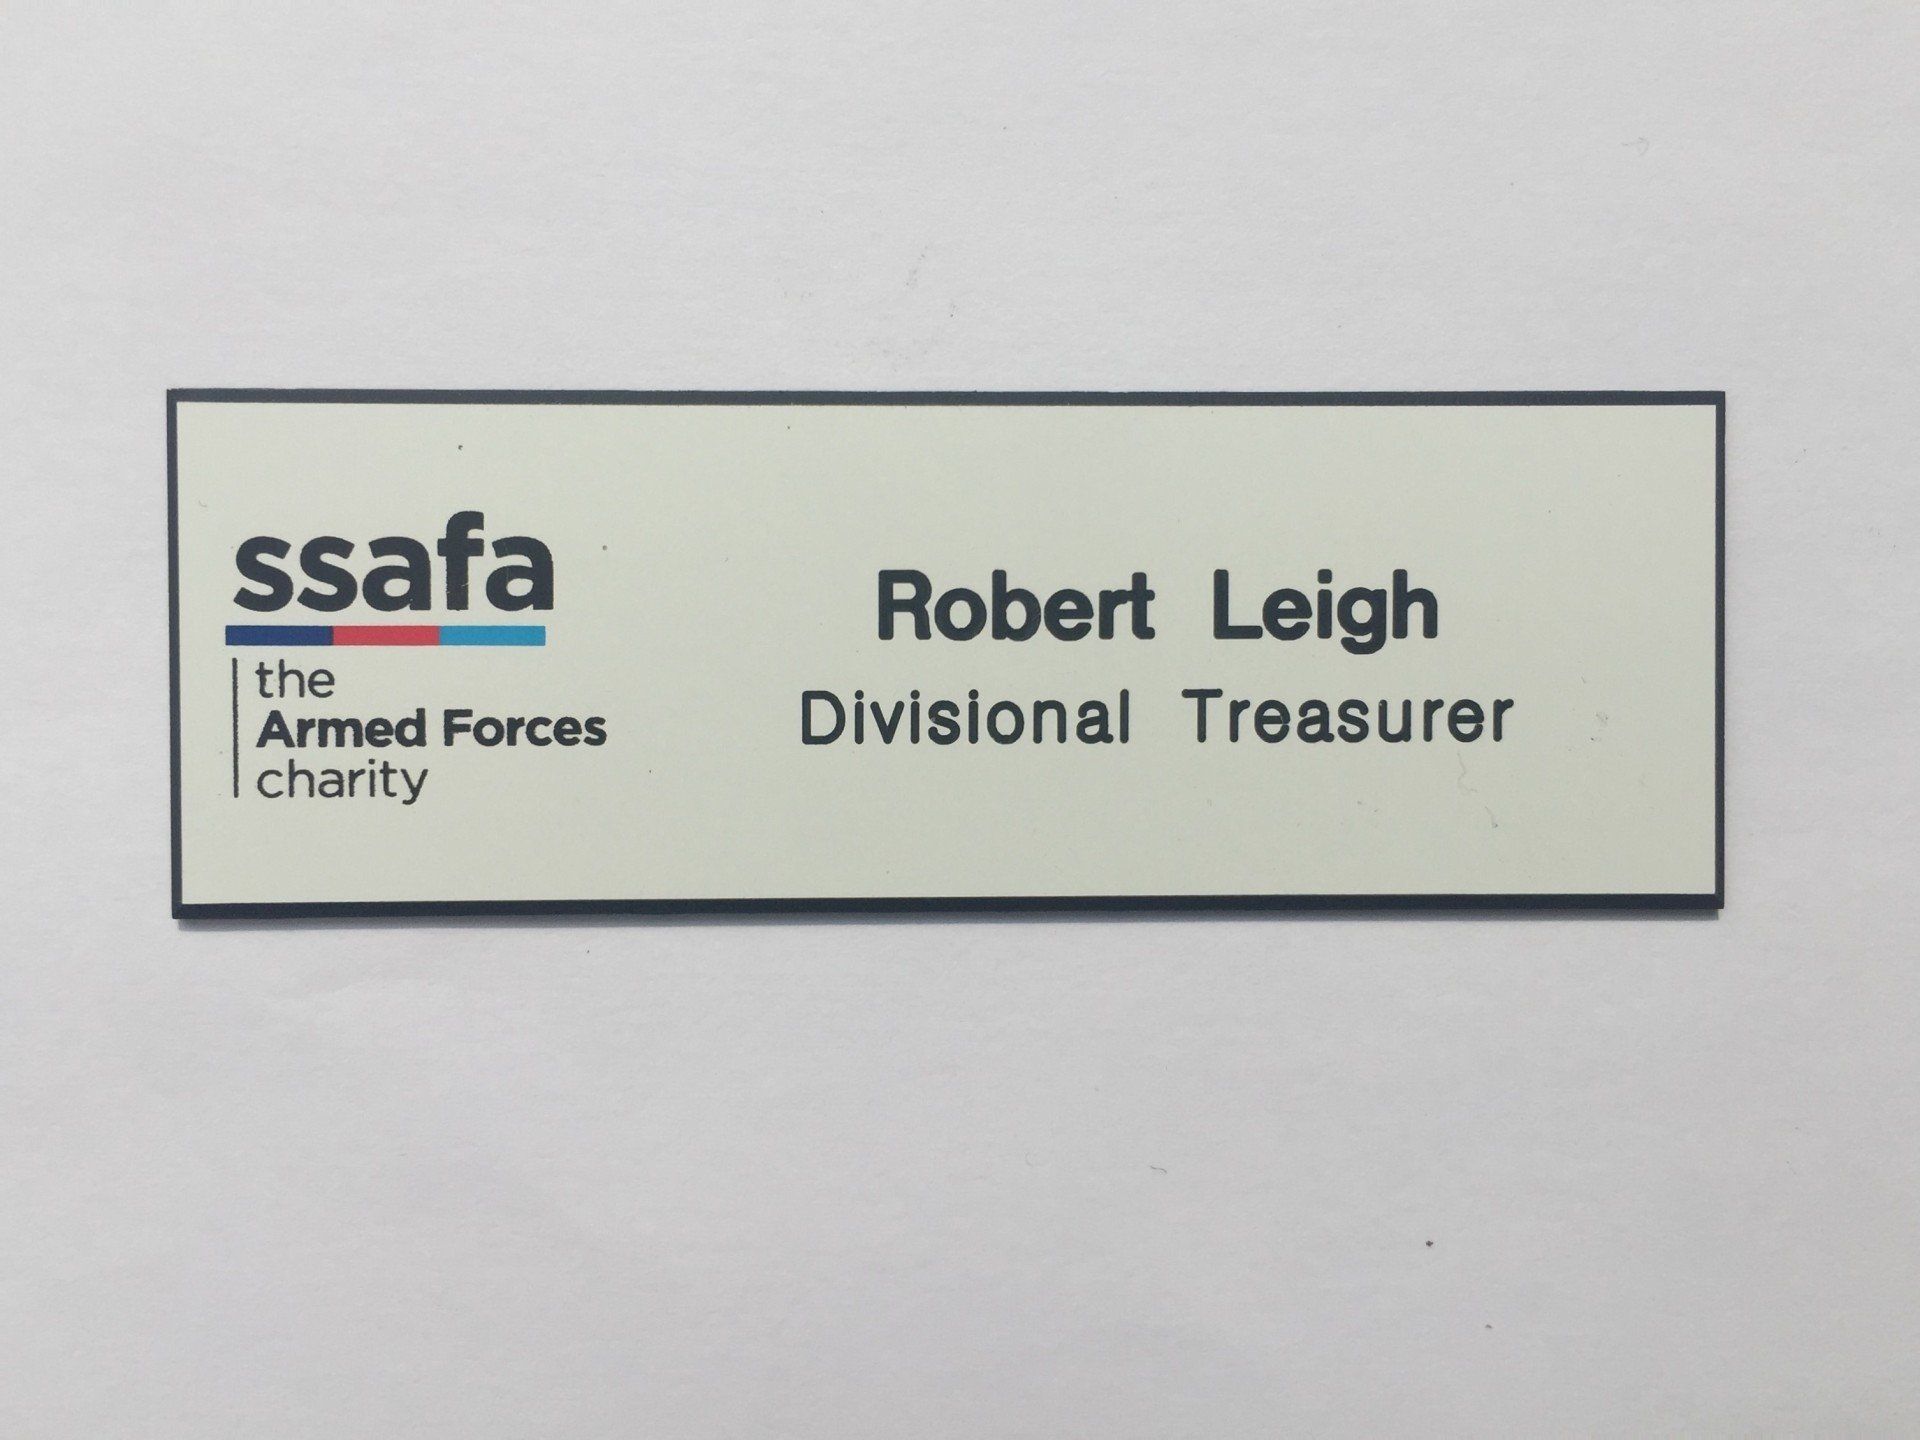 ssafa
the
Armed Forces
charity
Robert Leigh
Divisional Treasurer